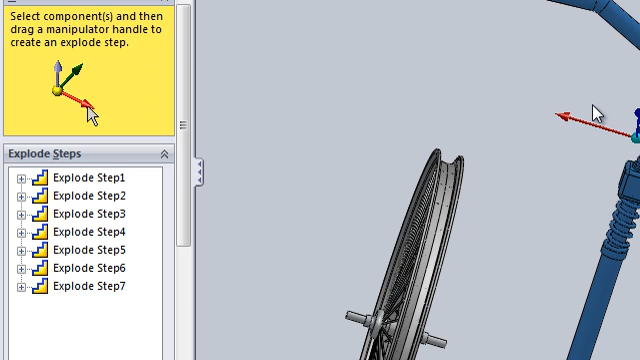 Select component(s) and then
drag a manipulator handle to
create an explode step.
Explode Steps
Explode Step1
Explode Step2
Explode Step3
Explode Step4
Explode Step5
Explode Step6
Explode Step7